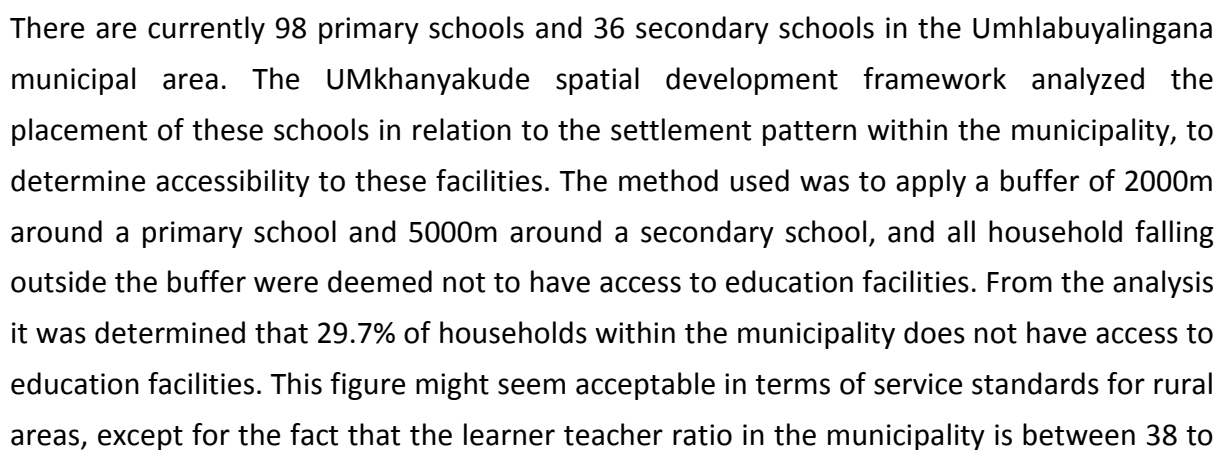 There are currently 98 primary schools and 36 secondary schools in the Umhlabuyalingana
municipal area. The UMkhanyakude spatial development framework analyzed the
placement of these schools in relation to the settlement pattern within the municipality, to
determine accessibility to these facilities. The method used was to apply a buffer of 2000m
around a primary school and 5000m around a secondary school, and all household falling
outside the buffer were deemed not to have access to education facilities. From the analysis
it was determined that 29.7% of households within the municipality does not have access to
education facilities. This figure might seem acceptable in terms of service standards for rural
areas, except for the fact that the learner teacher ratio in the municipality is between 38 to